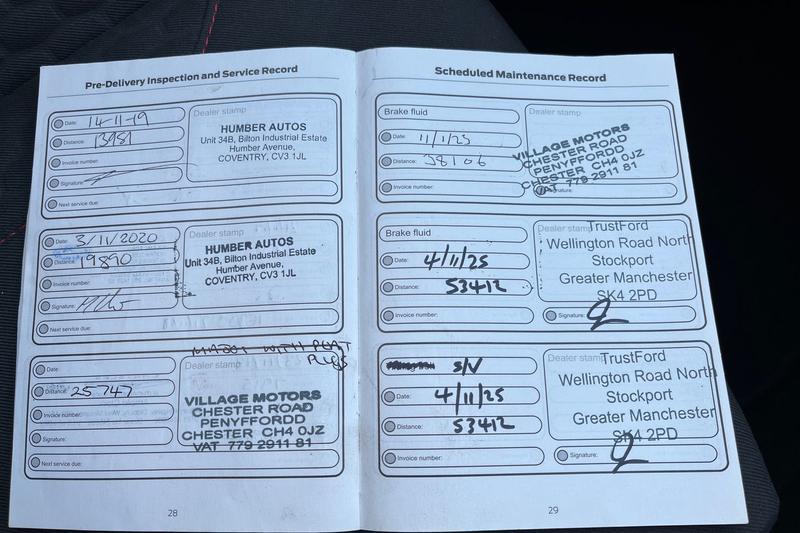 Pre-Delivery Inspection and Service Record
Date: 14-11-19
Distance: 13981
Invoice number:
Signature:
Next service due:
Dealer stamp
HUMBER AUTOS
Unit 34B, Bilton Industrial Estate
Humber Avenue,
COVENTRY, CV3 1JL
Date: 3/11/2020
Distance: 19890
Invoice number:
Signature:
Next service due:
HUMBER AUTOS
Unit 34B, Bilton Industrial Estate
Humber Avenue,
COVENTRY, CV3 1JL
MAJOR WITH
PLUGS
Date:
Distance: 25747
Invoice number:
Signature:
Next service due:
Dealer stamp
VILLAGE MOTORS
CHESTER ROAD
PENYFFORDD
CHESTER CH4 0JZ
VAT 779 2911 81
28
Scheduled Maintenance Record
Brake fluid
Date: 11/1/25
Distance: 38106
Invoice number:
Dealer stamp
VILLAGE MOTORS
CHESTER ROAD
PENYFFORDD
CHESTER CH4 0JZ
VAT 779 2911 81
Signature:
Brake fluid
Date: 4/11/25
Distance: 53412
Invoice number:
Dealer stamp
TrustFord
Wellington Road North
Stockport
Greater Manchester
SK4 2PD
Signature:
S/V
Date: 4/11/25
Distance: 53412
Invoice number:
Dealer stamp
TrustFord
Wellington Road North
Stockport
Greater Manchester
SK4 2PD
Signature:
29